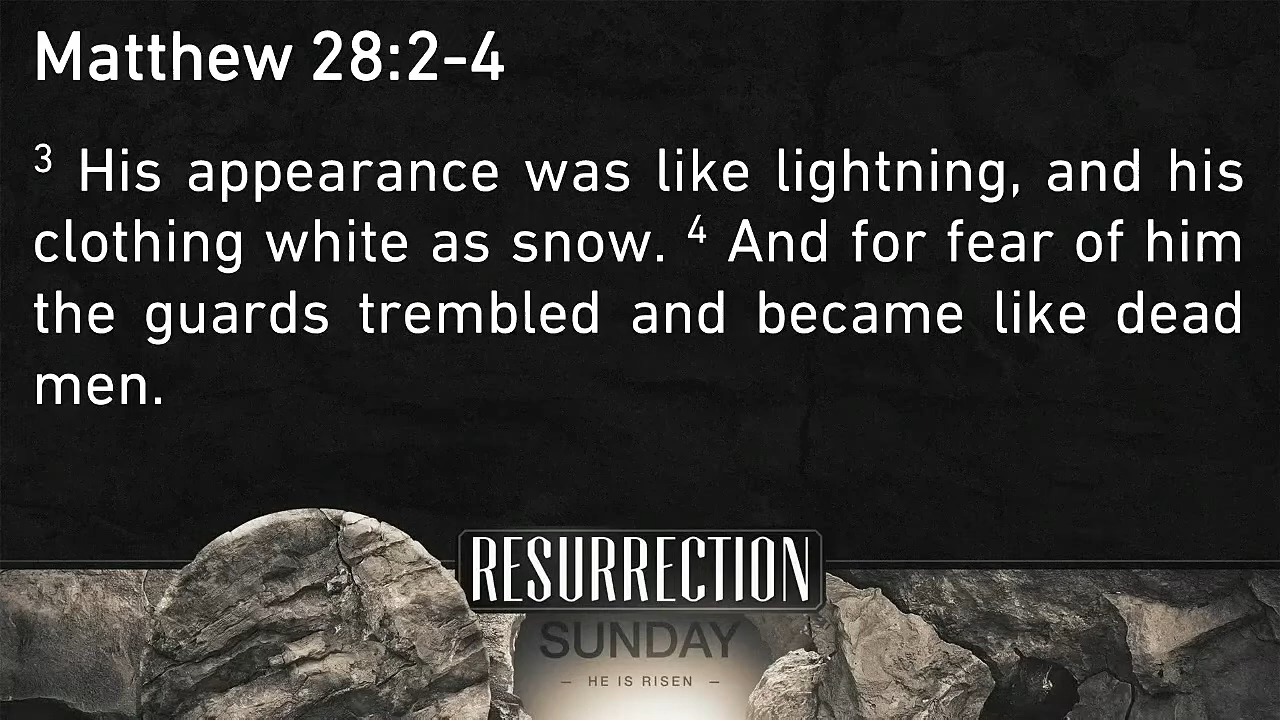 Matthew 28:2-4
3 His appearance was like lightning, and his
clothing white as snow. 4 And for fear of him
the guards trembled and became like dead
men.
RESURRECTION
SUNDAY
– HE IS RISEN –